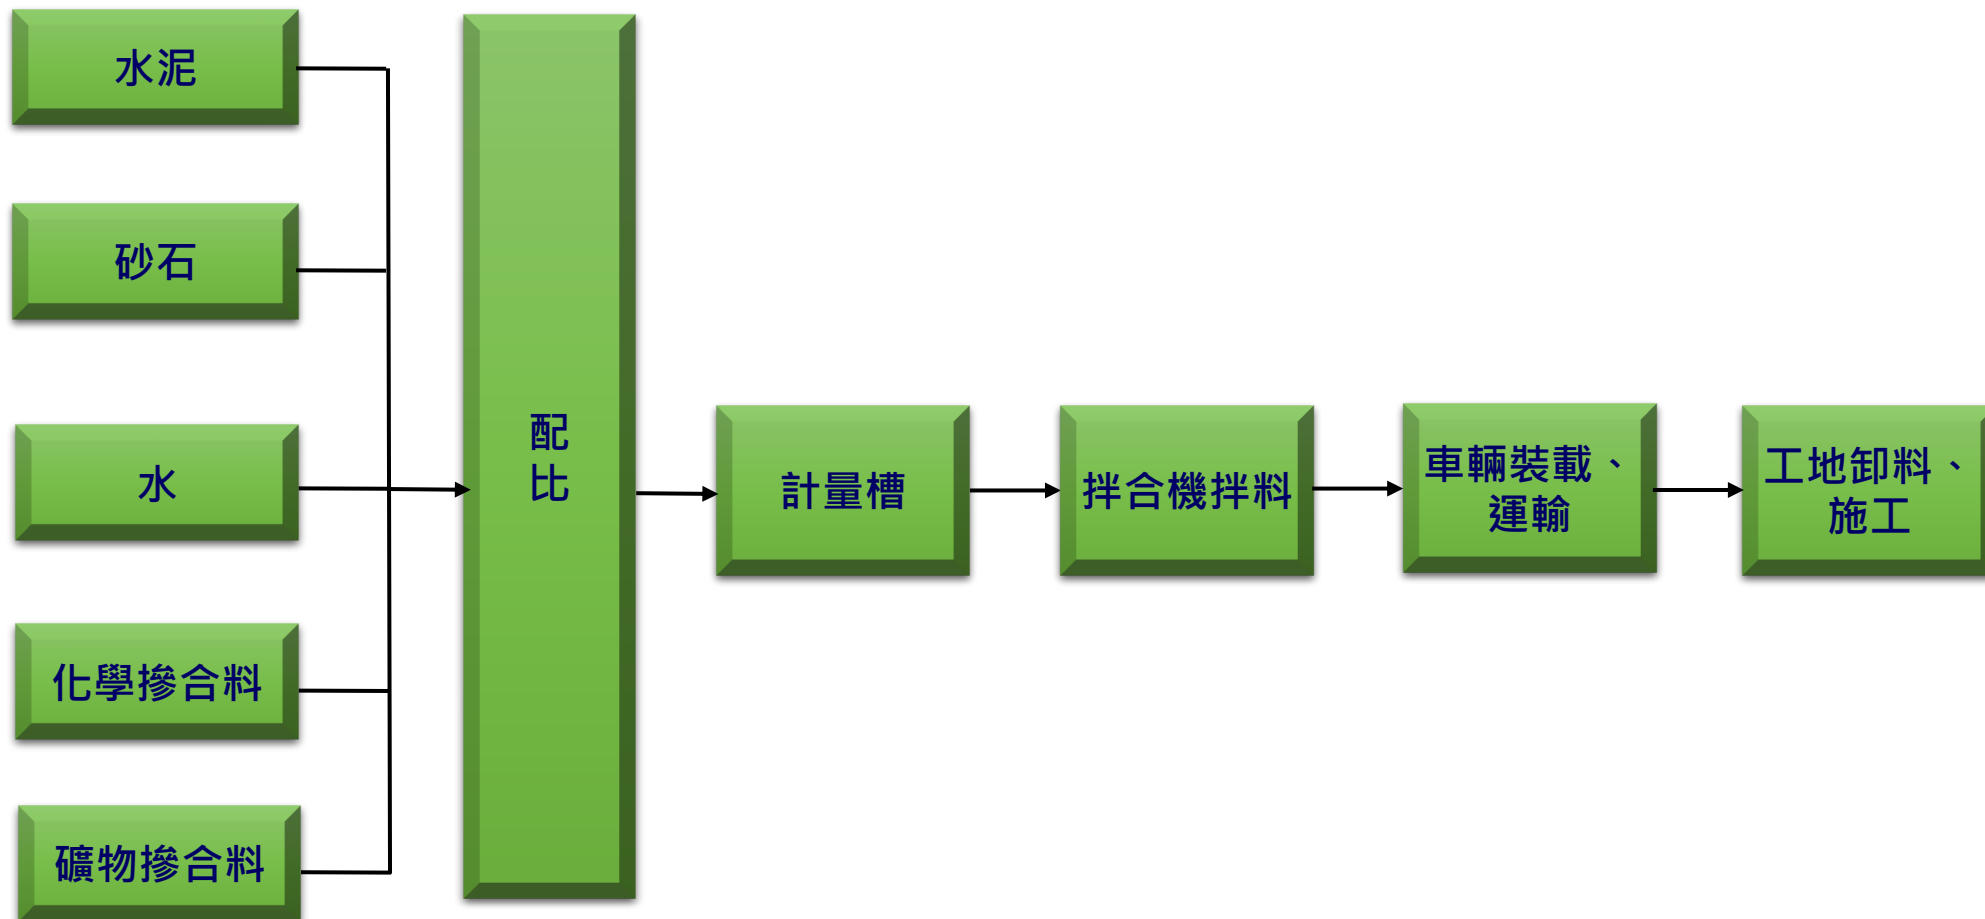 水泥
砂石
水
化學摻合料
礦物摻合料
配
比
計量槽
拌合機拌料
車輛裝載、
運輸
工地卸料、
施工